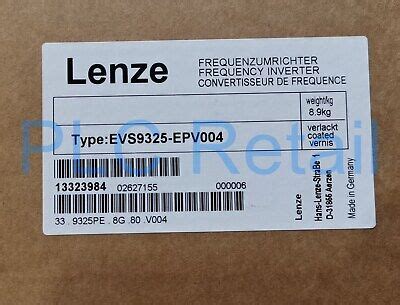 Lenze
FREQUENZUMRICHTER
FREQUENCY INVERTER
CONVERTISSEUR DE FREQUENCE
weight/kg
8.9kg
Type:EVS9325-EPV004
verlackt
coated
vernis
13323984 02627155 000006
33 . 9325PE . 8G .80 .V004
Lenze
Hans-Lenze-Straße 1
D-31855 Aerzen
Made in Germany
PLC Retail